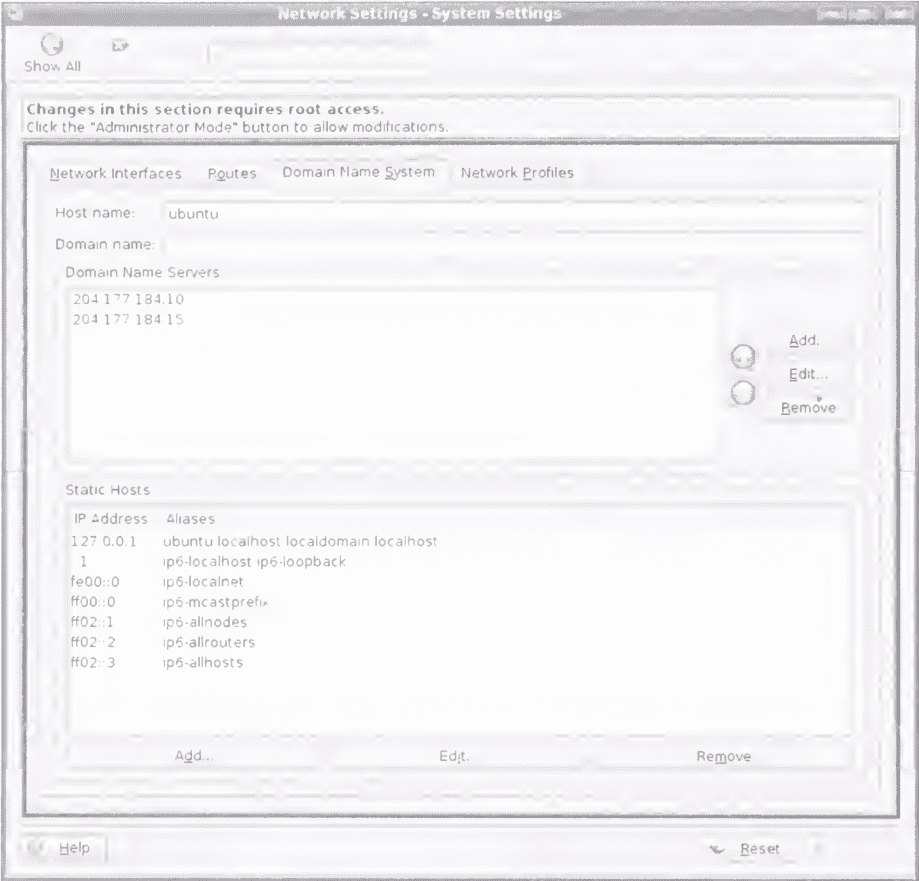 Network Settings - System Settings
Show All
Changes in this section requires root access.
Click the "Administrator Mode" button to allow modifications.
Network Interfaces Routes Domain Name System Network Profiles
Host name: ubuntu
Domain name:
Domain Name Servers
204 177 184.10
204 177 184 15
Add.
Edit...
Remove
Static Hosts
IP Address Aliases
127 0.0.1 ubuntu localhost localdomain localhost
1 ip6-localhost ip6-loopback
fe00::0 ip6-localnet
ff00::0 ip6-mcastprefix
ff02::1 ip6-allnodes
ff02::2 ip6-allrouters
ff02::3 ip6-allhosts
Add... Edit. Remove
Help Reset